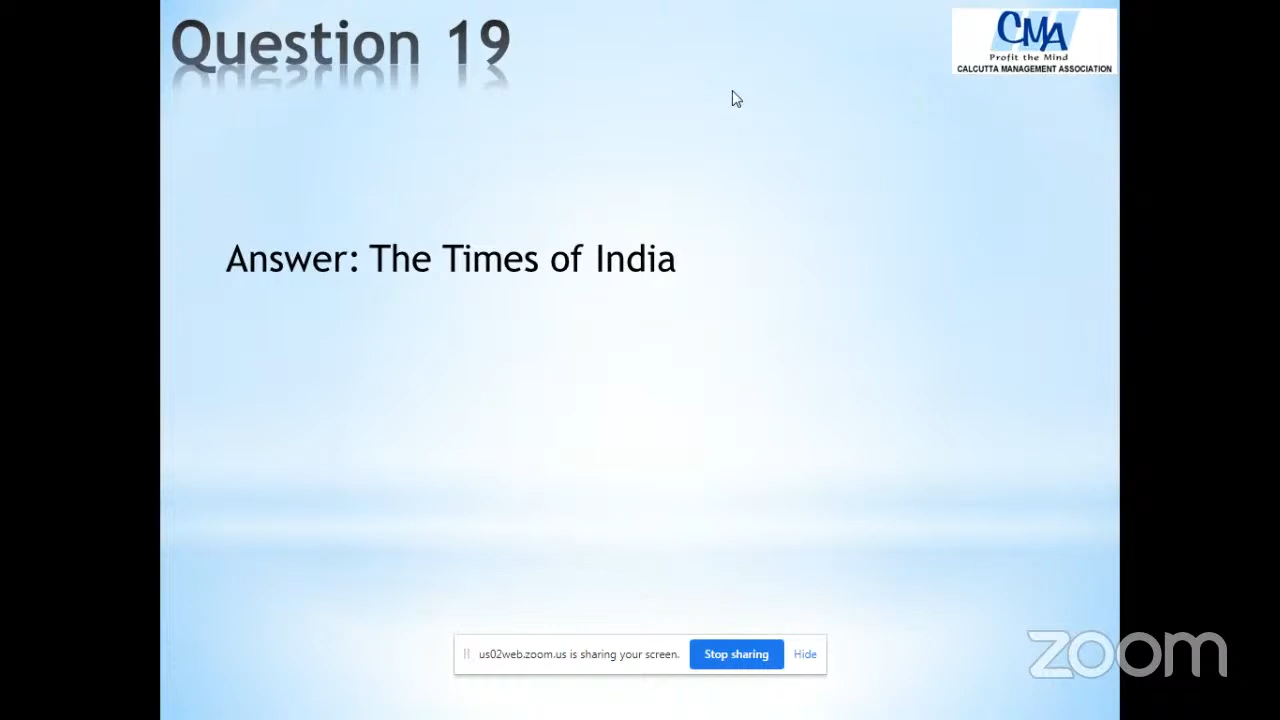 Question 19
CMA
Profit the Mind
CALCUTTA MANAGEMENT ASSOCIATION
Answer: The Times of India
us02web.zoom.us is sharing your screen.
Stop sharing
Hide
zoom